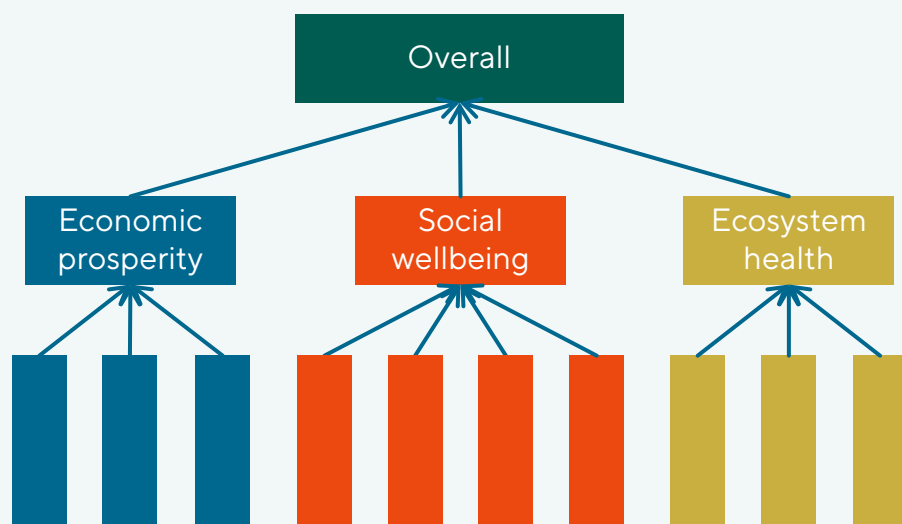 Overall
Economic
prosperity
Social
wellbeing
Ecosystem
health